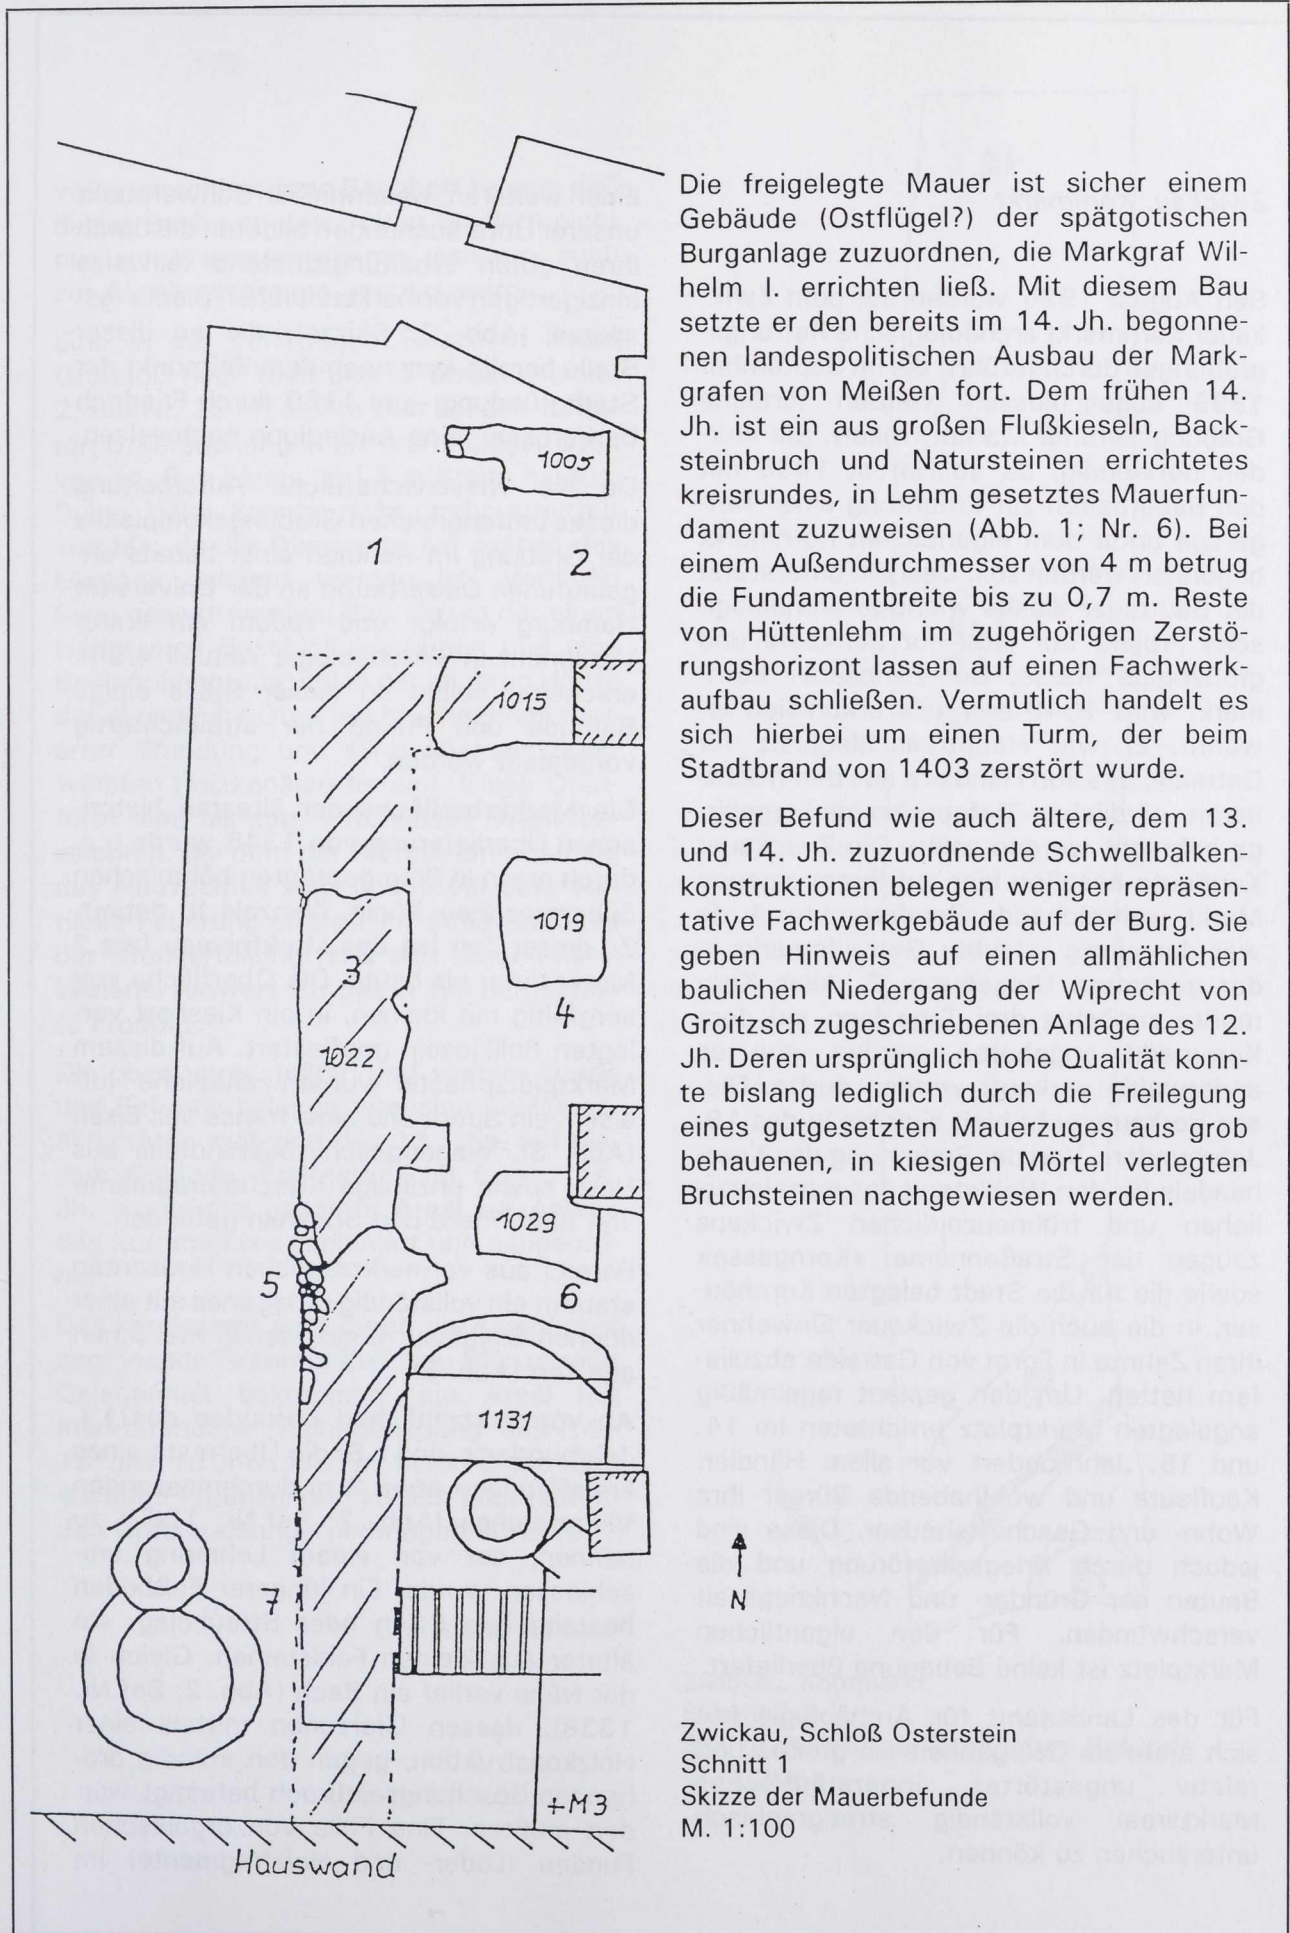 Die freigelegte Mauer ist sicher einem
Gebäude (Ostflügel?) der spätgotischen
Burganlage zuzuordnen, die Markgraf Wil-
helm I. errichten ließ. Mit diesem Bau
setzte er den bereits im 14. Jh. begonne-
nen landespolitischen Ausbau der Mark-
grafen von Meißen fort. Dem frühen 14.
Jh. ist ein aus großen Flußkieseln, Back-
steinbruch und Natursteinen errichtetes
kreisrundes, in Lehm gesetztes Mauerfun-
dament zuzuweisen (Abb. 1; Nr. 6). Bei
einem Außendurchmesser von 4 m betrug
die Fundamentbreite bis zu 0,7 m. Reste
von Hüttenlehm im zugehörigen Zerstö-
rungshorizont lassen auf einen Fachwerk-
aufbau schließen. Vermutlich handelt es
sich hierbei um einen Turm, der beim
Stadtbrand von 1403 zerstört wurde.
Dieser Befund wie auch ältere, dem 13.
und 14. Jh. zuzuordnende Schwellbalken-
konstruktionen belegen weniger repräsen-
tative Fachwerkgebäude auf der Burg. Sie
geben Hinweis auf einen allmählichen
baulichen Niedergang der Wiprecht von
Groitzsch zugeschriebenen Anlage des 12.
Jh. Deren ursprünglich hohe Qualität konn-
te bislang lediglich durch die Freilegung
eines gutgesetzten Mauerzuges aus grob
behauenen, in kiesigen Mörtel verlegten
Bruchsteinen nachgewiesen werden.
1005
1
2
1015
1019
3
4
1022
1029
5
6
1131
7
N
+M3
Hauswand
Zwickau, Schloß Osterstein
Schnitt 1
Skizze der Mauerbefunde
M. 1:100